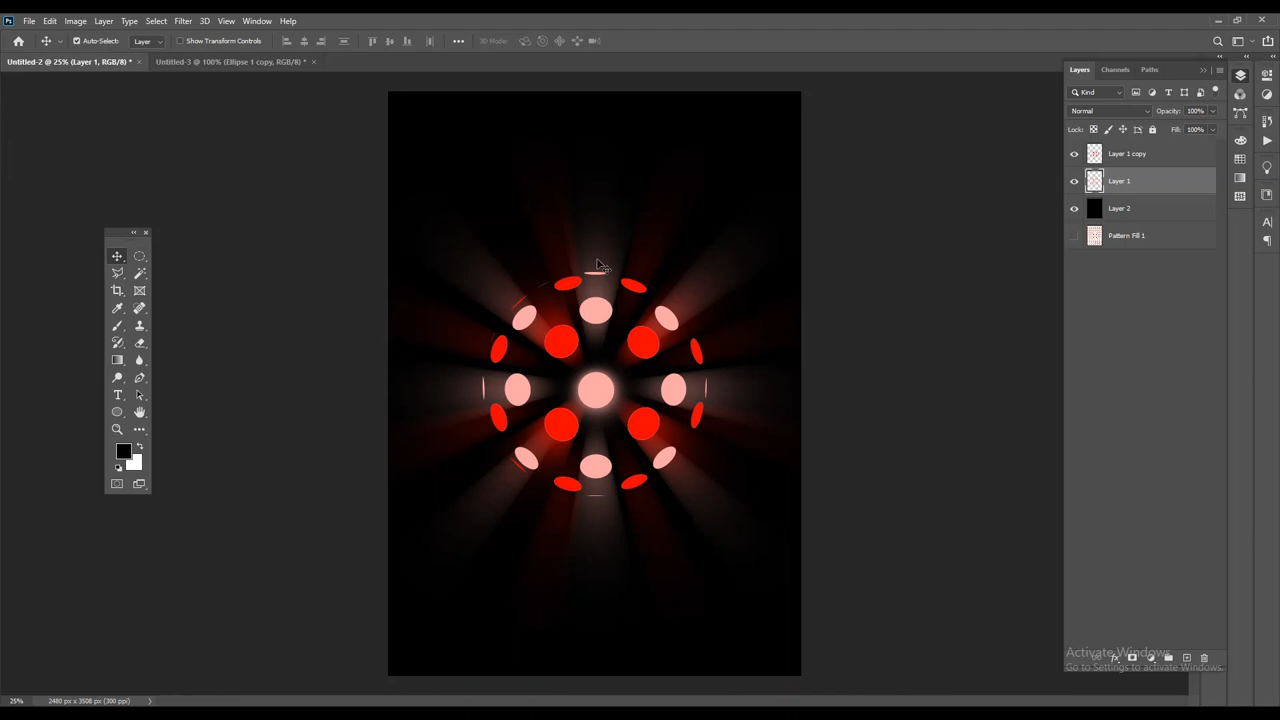 Ps File Edit Image Layer Type Select Filter 3D View Window Help
Auto-Select: Layer Show Transform Controls 3D Mode:
Untitled-2 @ 25% (Layer 1, RGB/8) * Untitled-3 @ 100% (Ellipse 1 copy, RGB/8) *
Layers Channels Paths
Kind
Normal Opacity: 100%
Lock: Fill: 100%
Layer 1 copy
Layer 1
Layer 2
Pattern Fill 1
Activate Windows
Go to Settings to activate Windows.
25% 2480 px x 3508 px (300 ppi)